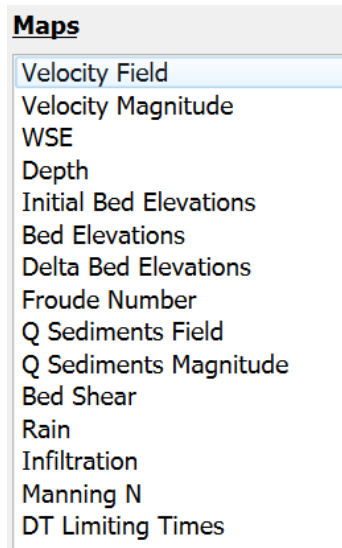 Maps
Velocity Field
Velocity Magnitude
WSE
Depth
Initial Bed Elevations
Bed Elevations
Delta Bed Elevations
Froude Number
Q Sediments Field
Q Sediments Magnitude
Bed Shear
Rain
Infiltration
Manning N
DT Limiting Times